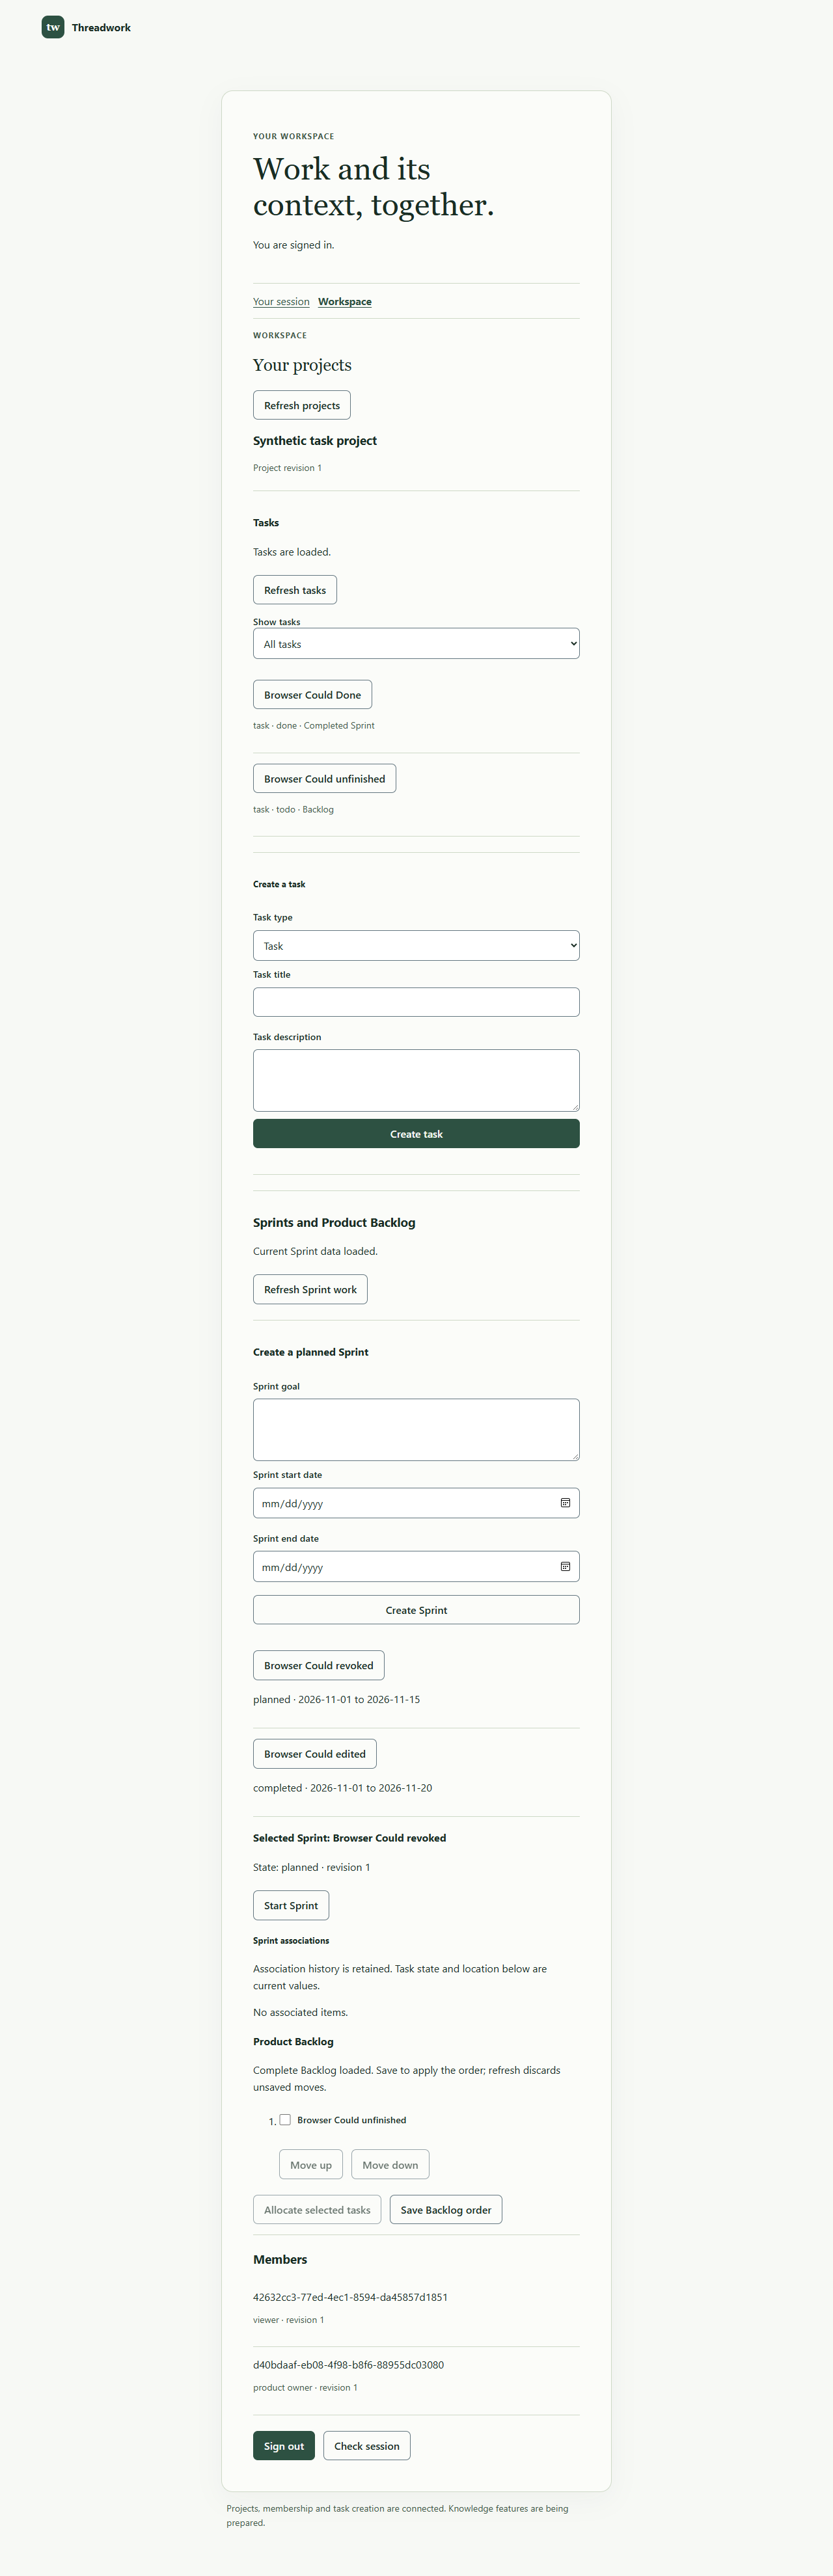 tw Threadwork
YOUR WORKSPACE
Work and its
context, together.
You are signed in.
Your session Workspace
WORKSPACE
Your projects
Refresh projects
Synthetic task project
Project revision 1
Tasks
Tasks are loaded.
Refresh tasks
Show tasks
All tasks
Browser Could Done
task · done · Completed Sprint
Browser Could unfinished
task · todo · Backlog
Create a task
Task type
Task
Task title
Task description
Create task
Sprints and Product Backlog
Current Sprint data loaded.
Refresh Sprint work
Create a planned Sprint
Sprint goal
Sprint start date
mm/dd/yyyy
Sprint end date
mm/dd/yyyy
Create Sprint
Browser Could revoked
planned · 2026-11-01 to 2026-11-15
Browser Could edited
completed · 2026-11-01 to 2026-11-20
Selected Sprint: Browser Could revoked
State: planned · revision 1
Start Sprint
Sprint associations
Association history is retained. Task state and location below are
current values.
No associated items.
Product Backlog
Complete Backlog loaded. Save to apply the order; refresh discards
unsaved moves.
1. Browser Could unfinished
Move up Move down
Allocate selected tasks Save Backlog order
Members
42632cc3-77ed-4ec1-8594-da45857d1851
viewer · revision 1
d40bdaaf-eb08-4f98-b8f6-88955dc03080
product owner · revision 1
Sign out Check session
Projects, membership and task creation are connected. Knowledge features are being
prepared.